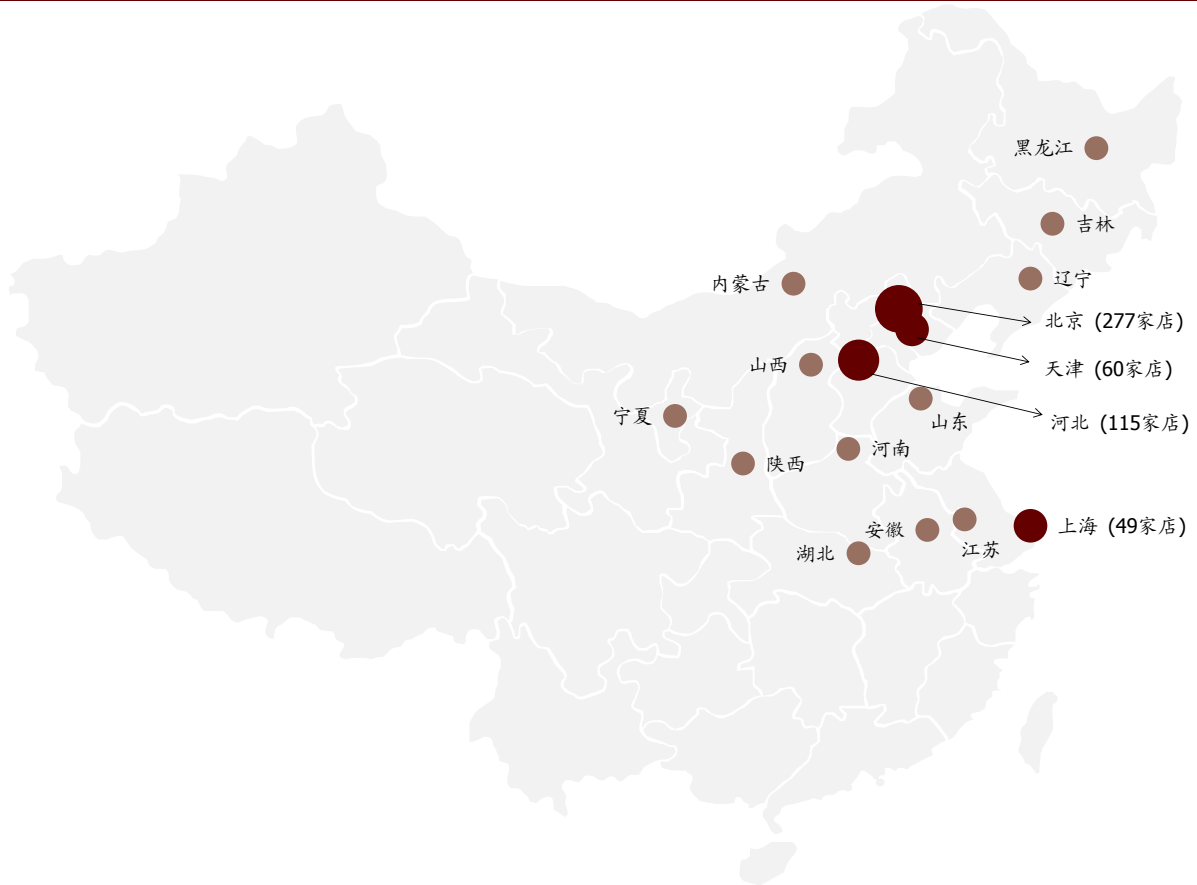 黑龙江
吉林
辽宁
内蒙古
北京 (277家店)
山西
天津 (60家店)
宁夏
山东
河北 (115家店)
陕西
河南
安徽
上海 (49家店)
湖北
江苏